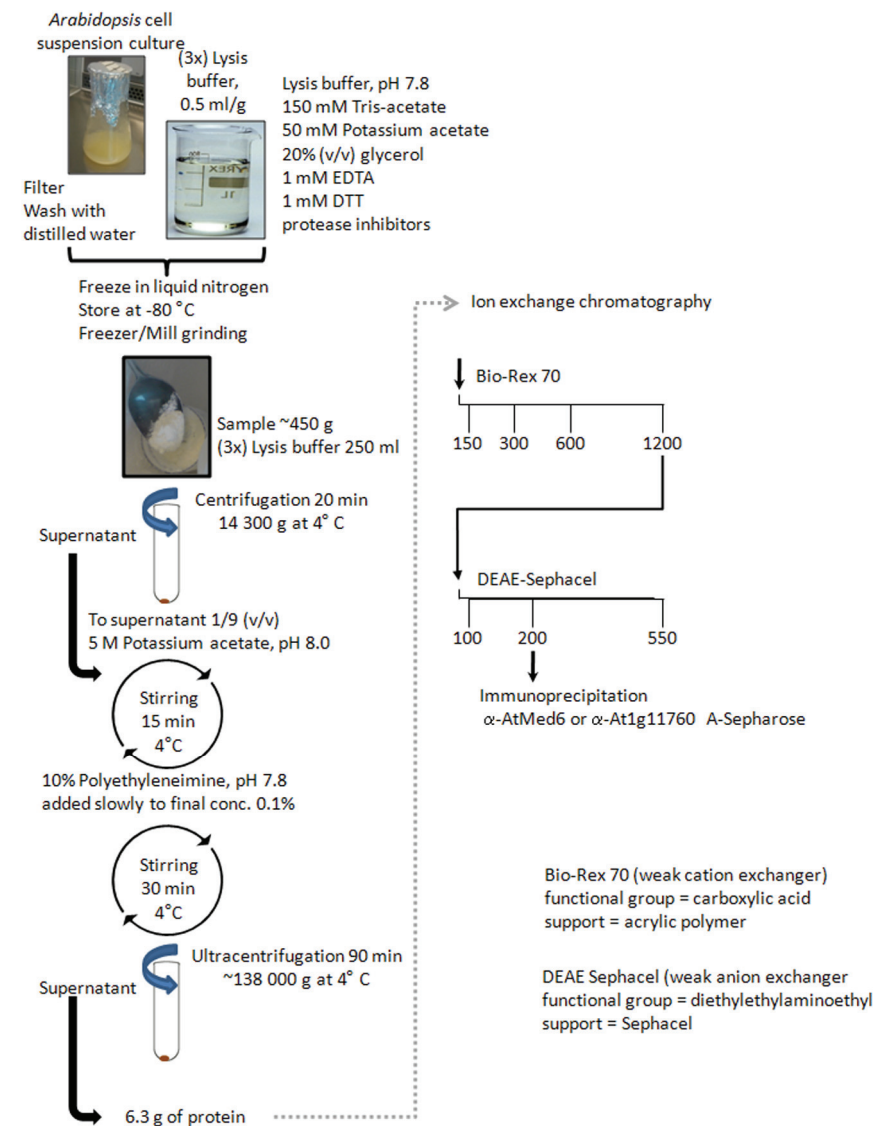 Arabidopsis cell
suspension culture
(3x) Lysis
buffer,
0.5 ml/g
Lysis buffer, pH 7.8
150 mM Tris-acetate
50 mM Potassium acetate
20% (v/v) glycerol
1 mM EDTA
1 mM DTT
protease inhibitors
PYREX
1L
Filter
Wash with
distilled water
Freeze in liquid nitrogen
Store at -80 °C
Freezer/Mill grinding
Sample ~450 g
(3x) Lysis buffer 250 ml
Centrifugation 20 min
14 300 g at 4° C
Supernatant
To supernatant 1/9 (v/v)
5 M Potassium acetate, pH 8.0
Stirring
15 min
4°C
10% Polyethyleneimine, pH 7.8
added slowly to final conc. 0.1%
Stirring
30 min
4°C
Ultracentrifugation 90 min
~138 000 g at 4° C
Supernatant
6.3 g of protein
Ion exchange chromatography
Bio-Rex 70
150 300 600 1200
DEAE-Sephacel
100 200 550
Immunoprecipitation
α-AtMed6 or α-At1g11760 A-Sepharose
Bio-Rex 70 (weak cation exchanger)
functional group = carboxylic acid
support = acrylic polymer
DEAE Sephacel (weak anion exchanger
functional group = diethylethylaminoethyl
support = Sephacel